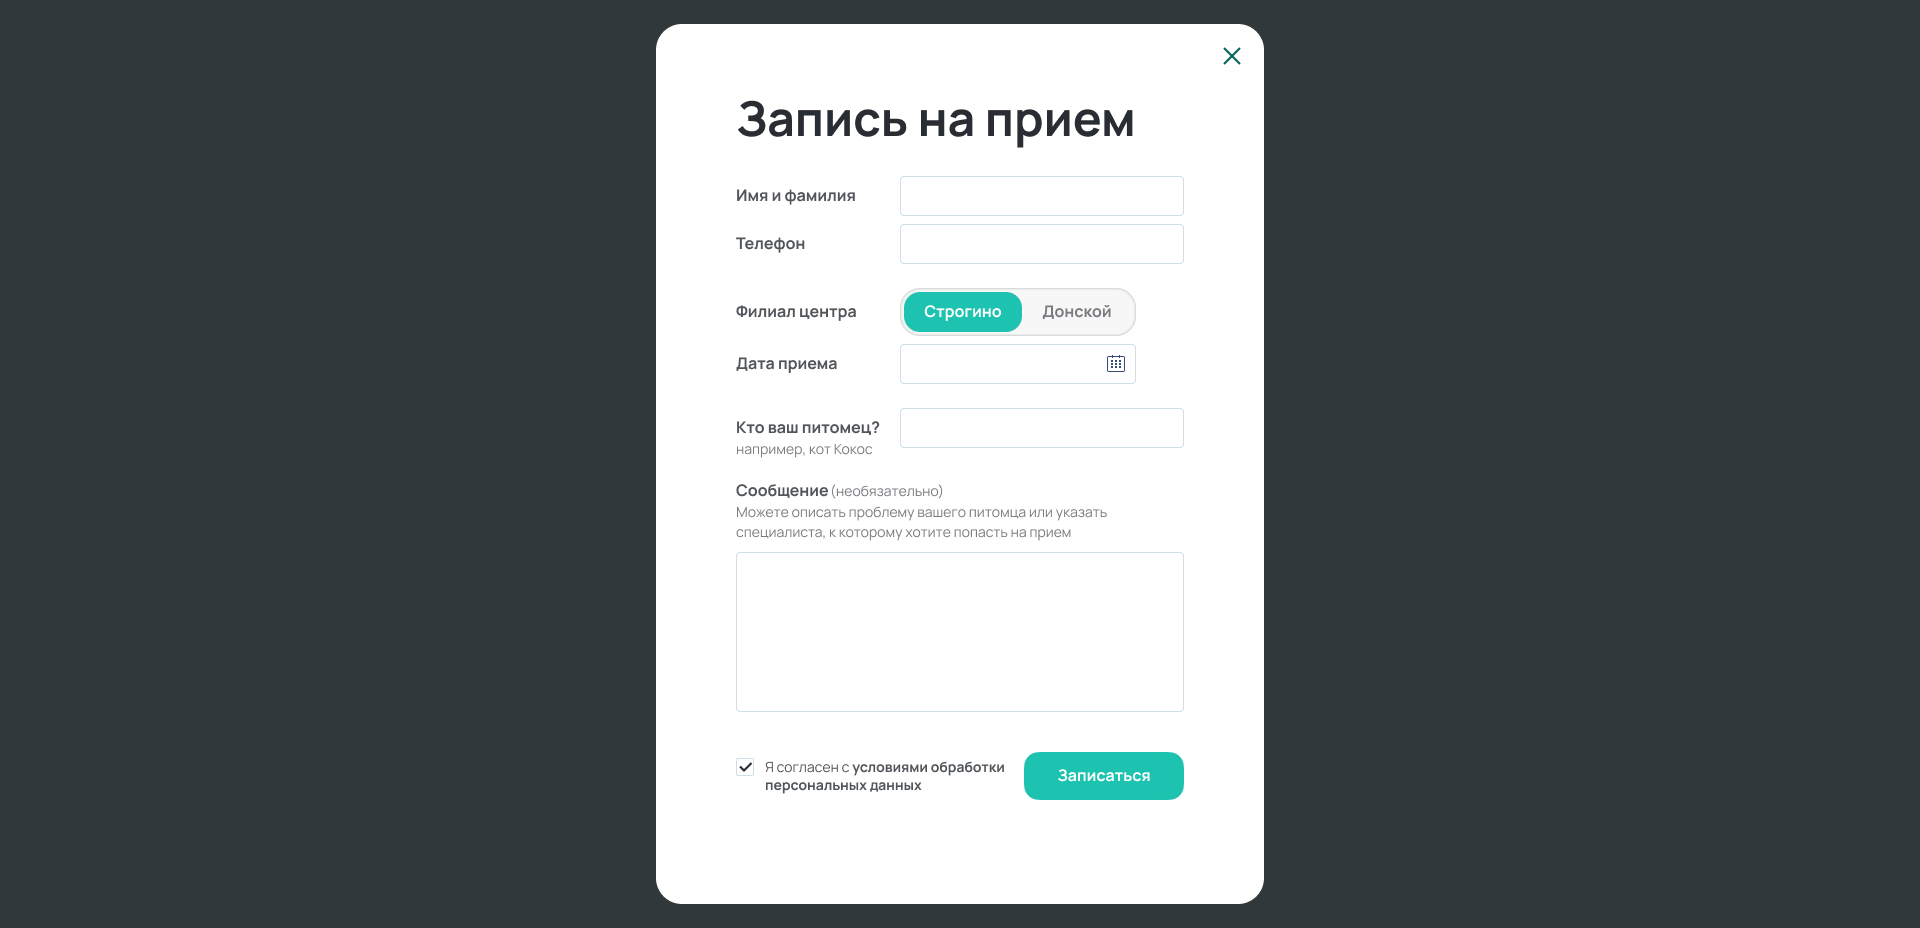 Запись на прием
Имя и фамилия
Телефон
Филиал центра
Строгино
Донской
Дата приема
Кто ваш питомец?
например, кот Кокос
Сообщение (необязательно)
Можете описать проблему вашего питомца или указать
специалиста, к которому хотите попасть на прием
Я согласен с условиями обработки
персональных данных
Записаться